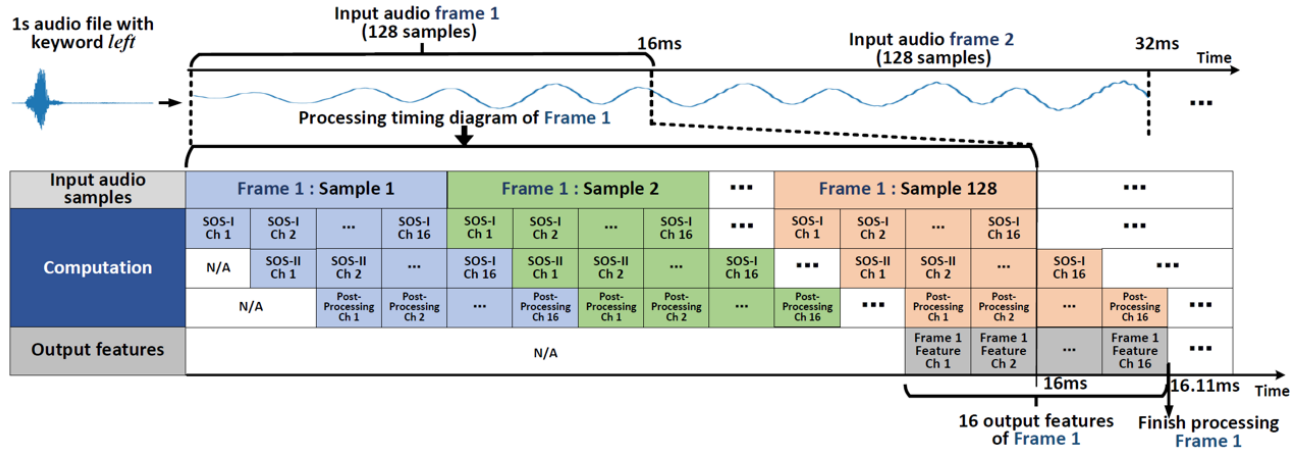 1s audio file with
keyword left
Input audio frame 1
(128 samples)
16ms
Input audio frame 2
(128 samples)
32ms
Time
...
Processing timing diagram of Frame 1
Input audio
samples
Frame 1 : Sample 1
Frame 1 : Sample 2
...
Frame 1 : Sample 128
...
Computation
SOS-I
Ch 1
SOS-I
Ch 2
...
SOS-I
Ch 16
SOS-I
Ch 1
SOS-I
Ch 2
...
SOS-I
Ch 16
...
SOS-I
Ch 1
SOS-I
Ch 2
...
SOS-I
Ch 16
...
N/A
SOS-II
Ch 1
SOS-II
Ch 2
...
SOS-I
Ch 16
SOS-II
Ch 1
SOS-II
Ch 2
...
SOS-I
Ch 16
...
SOS-II
Ch 1
SOS-II
Ch 2
...
SOS-I
Ch 16
...
N/A
Post-
Processing
Ch 1
Post-
Processing
Ch 2
...
Post-
Processing
Ch 16
Post-
Processing
Ch 1
Post-
Processing
Ch 2
...
Post-
Processing
Ch 16
...
Post-
Processing
Ch 1
Post-
Processing
Ch 2
...
Post-
Processing
Ch 16
...
Output features
N/A
Frame 1
Feature
Ch 1
Frame 1
Feature
Ch 2
...
Frame 1
Feature
Ch 16
...
16ms
16.11ms
Time
16 output features
of Frame 1
Finish processing
Frame 1